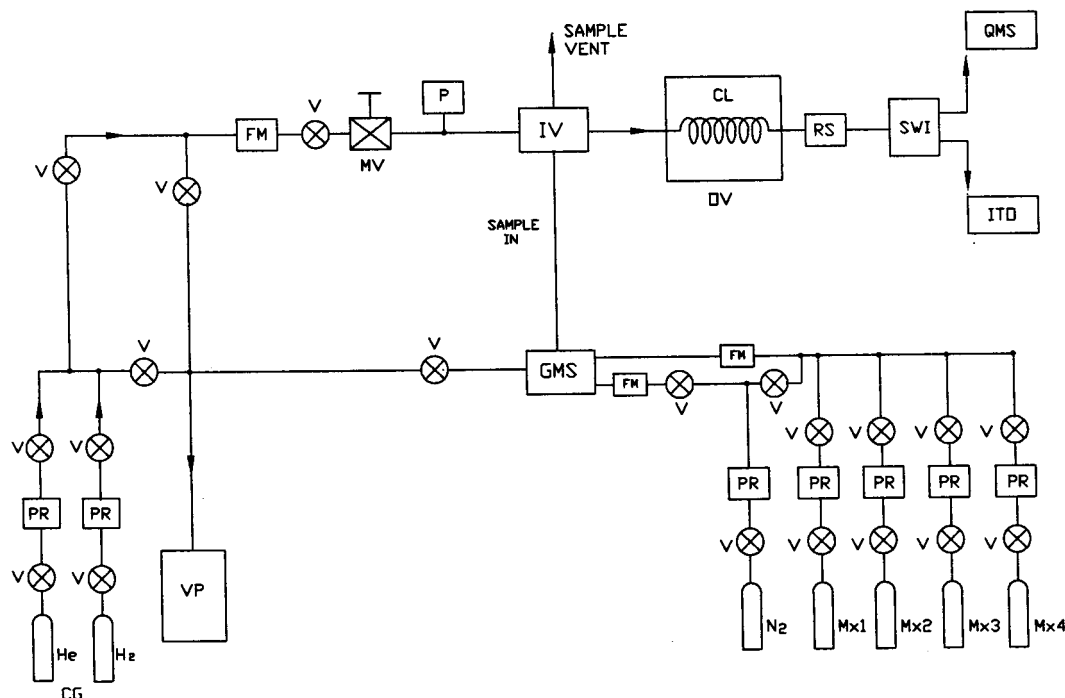 SAMPLE
VENT
QMS
P
V
FM
IV
CL
RS
SWI
MV
V
V
OV
ITD
SAMPLE
IN
V
V
GMS
FM
FM
V
V
V
V
V
V
V
V
PR
PR
PR
PR
PR
PR
PR
V
V
V
V
V
V
V
VP
He
H2
N2
Mx1
Mx2
Mx3
Mx4
CG